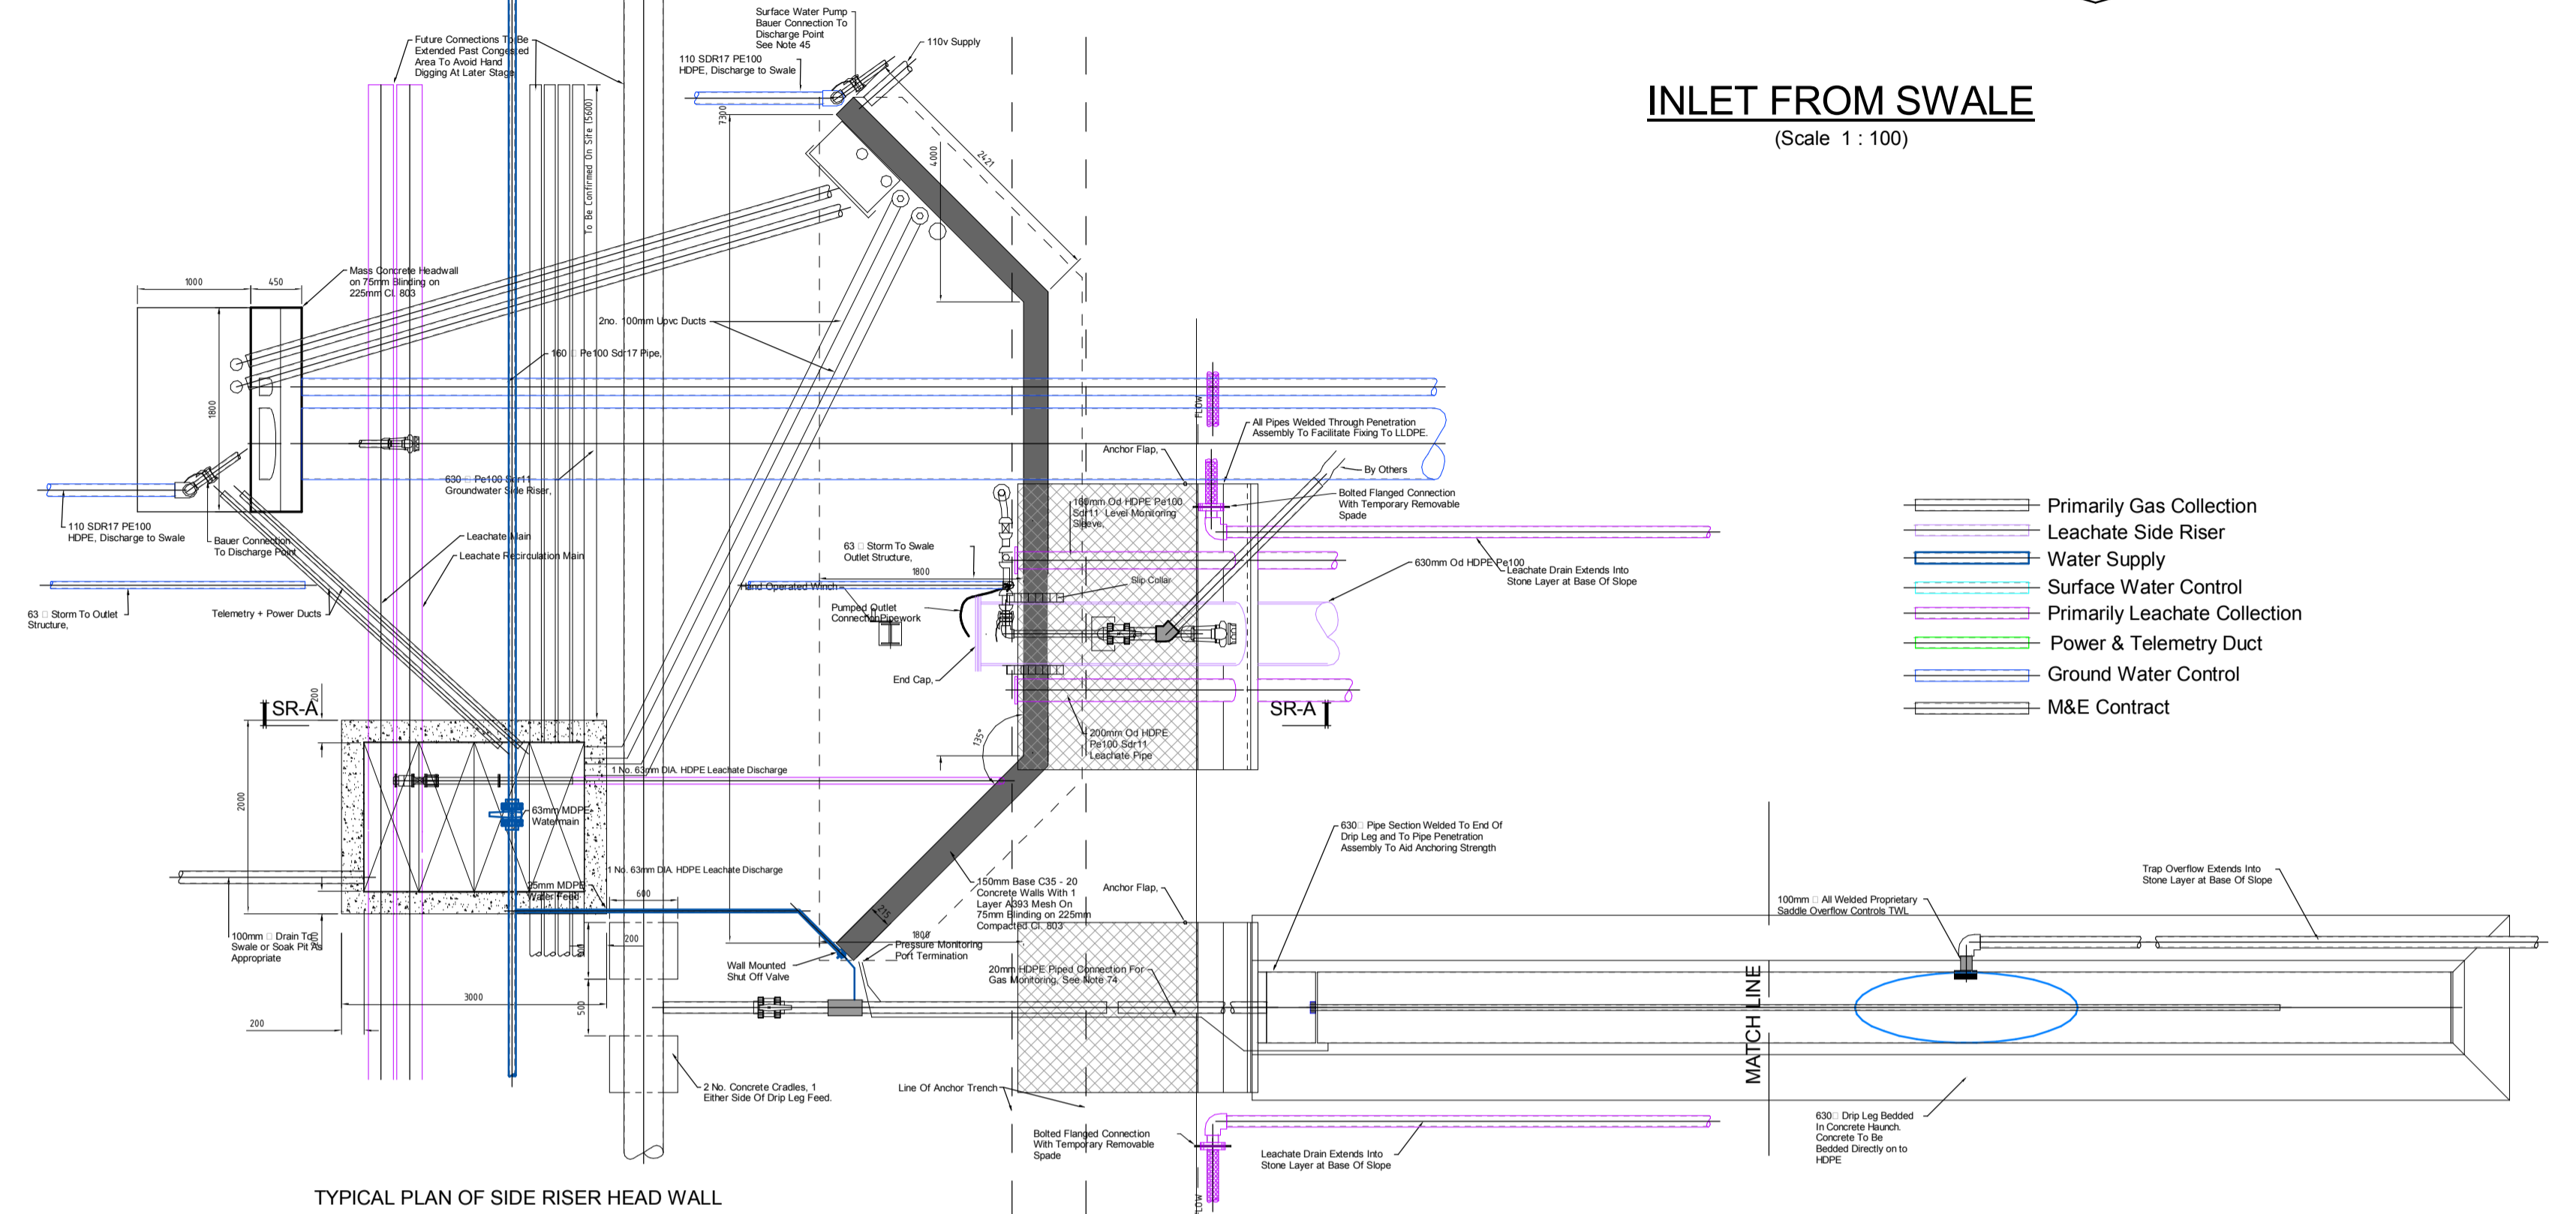 Surface Water Pump
Bauer Connection To
Discharge Point
See Note 45
110v Supply
Future Connections To Be
Extended Past Congested
Area To Avoid Hand
Digging At Later Stage
110 SDR17 PE100
HDPE, Discharge to Swale
INLET FROM SWALE
(Scale 1 : 100)
7300
To Be Confirmed On Site (5600)
4000
2421
Mass Concrete Headwall
on 75mm Blinding on
225mm Cl. 803
1000
450
1800
2no. 100mm Upvc Ducts
160 □ Pe100 Sdr17 Pipe,
FLOW
All Pipes Welded Through Penetration
Assembly To Facilitate Fixing To LLDPE.
Anchor Flap,
By Others
630 □ Pe100 Sdr11
Groundwater Side Riser,
160mm Od HDPE Pe100
Sdr11 Level Monitoring
Sleeve,
Bolted Flanged Connection
With Temporary Removable
Spade
110 SDR17 PE100
HDPE, Discharge to Swale
Bauer Connection
To Discharge Point
Leachate Main
Leachate Recirculation Main
63 □ Storm To Swale
Outlet Structure,
1800
Hand Operated Winch
Slip Collar
630mm Od HDPE Pe100
Leachate Drain Extends Into
Stone Layer at Base Of Slope
63 □ Storm To Outlet
Structure,
Telemetry + Power Ducts
Pumped Outlet
ConnectionPipework
End Cap,
Primarily Gas Collection
Leachate Side Riser
Water Supply
Surface Water Control
Primarily Leachate Collection
Power & Telemetry Duct
Ground Water Control
M&E Contract
SR-A
200
SR-A
135°
200mm Od HDPE
Pe100 Sdr11
Leachate Pipe
1 No. 63mm DIA. HDPE Leachate Discharge
2000
63mm MDPE
Watermain
630□ Pipe Section Welded To End Of
Drip Leg and To Pipe Penetration
Assembly To Aid Anchoring Strength
1 No. 63mm DIA. HDPE Leachate Discharge
25mm MDPE
Water Feed
600
150mm Base C35 - 20
Concrete Walls With 1
Layer A393 Mesh On
75mm Blinding on 225mm
Compacted Cl. 803
215
Anchor Flap,
Trap Overflow Extends Into
Stone Layer at Base Of Slope
100mm □ All Welded Proprietary
Saddle Overflow Controls TWL
100mm □ Drain To
Swale or Soak Pit As
Appropriate
200
1800
Pressure Monitoring
Port Termination
Wall Mounted
Shut Off Valve
20mm HDPE Piped Connection For
Gas Monitoring, See Note 74
3000
500
200
MATCH LINE
2 No. Concrete Cradles, 1
Either Side Of Drip Leg Feed.
Line Of Anchor Trench
Bolted Flanged Connection
With Temporary Removable
Spade
Leachate Drain Extends Into
Stone Layer at Base Of Slope
630□ Drip Leg Bedded
In Concrete Haunch.
Concrete To Be
Bedded Directly on to
HDPE
TYPICAL PLAN OF SIDE RISER HEAD WALL